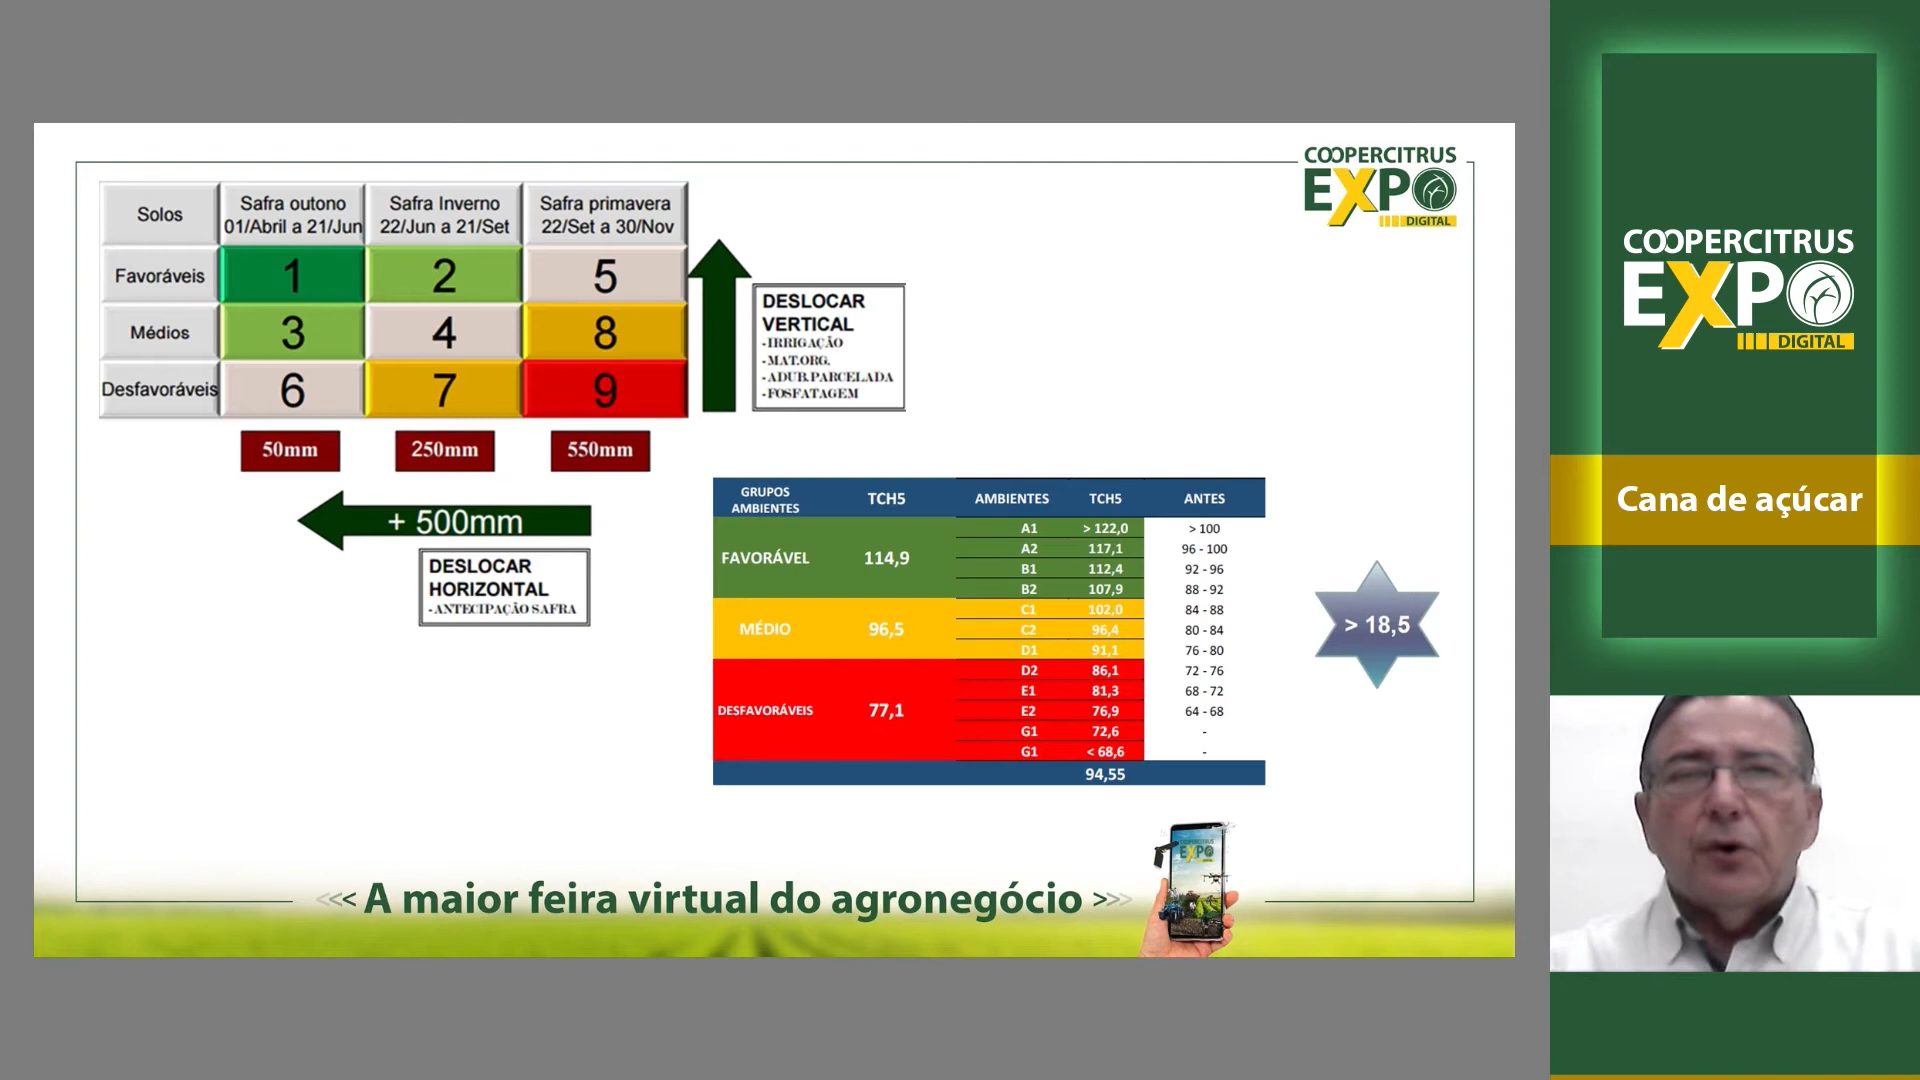 COOPERCITRUS
EXPO
DIGITAL
Solos
Safra outono
01/Abril a 21/Jun
Safra Inverno
22/Jun a 21/Set
Safra primavera
22/Set a 30/Nov
Favoráveis
1
2
5
Médios
3
4
8
Desfavoráveis
6
7
9
50mm
250mm
550mm
DESLOCAR
VERTICAL
-IRRIGAÇÃO
-MAT.ORG.
-ADUB.PARCELADA
-FOSFATAGEM
+ 500mm
DESLOCAR
HORIZONTAL
-ANTECIPAÇÃO SAFRA
GRUPOS
AMBIENTES
TCH5
AMBIENTES
TCH5
ANTES
FAVORÁVEL
114,9
A1 > 122,0 > 100
A2 117,1 96 - 100
B1 112,4 92 - 96
B2 107,9 88 - 92
MÉDIO
96,5
C1 102,0 84 - 88
C2 96,4 80 - 84
D1 91,1 76 - 80
DESFAVORÁVEIS
77,1
D2 86,1 72 - 76
E1 81,3 68 - 72
E2 76,9 64 - 68
G1 72,6 -
G1 < 68,6 -
94,55
> 18,5
<<< A maior feira virtual do agronegócio >>>
EXPO
COOPERCITRUS
EXPO
DIGITAL
Cana de açúcar